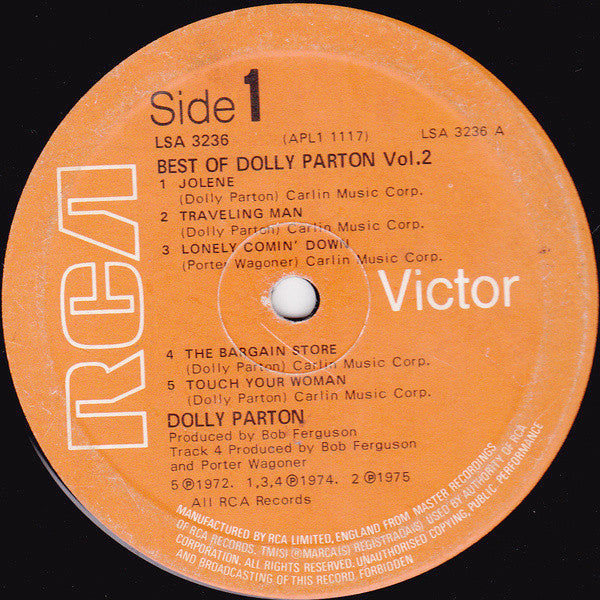 RCA
Side 1
LSA 3236 (APL1 1117) LSA 3236 A
BEST OF DOLLY PARTON Vol.2
1 JOLENE
(Dolly Parton) Carlin Music Corp.
2 TRAVELING MAN
(Dolly Parton) Carlin Music Corp.
3 LONELY COMIN' DOWN
(Porter Wagoner) Carlin Music Corp.
Victor
4 THE BARGAIN STORE
(Dolly Parton) Carlin Music Corp.
5 TOUCH YOUR WOMAN
(Dolly Parton) Carlin Music Corp.
DOLLY PARTON
Produced by Bob Ferguson
Track 4 Produced by Bob Ferguson
and Porter Wagoner
5 ℗1972. 1,3,4℗1974. 2 ℗1975
All RCA Records
MANUFACTURED BY RCA LIMITED, ENGLAND FROM MASTER RECORDINGS
OF RCA RECORDS. TM(S) ® MARCA(S) REGISTRADA(S) USED BY AUTHORITY OF RCA
CORPORATION. ALL RIGHTS RESERVED. UNAUTHORISED COPYING, PUBLIC PERFORMANCE
AND BROADCASTING OF THIS RECORD FORBIDDEN